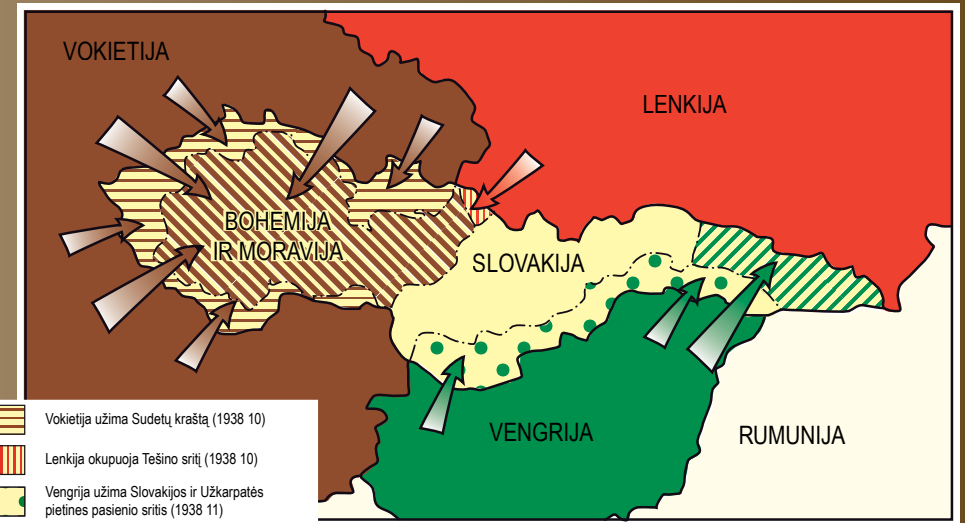 VOKIETIJA
LENKIJA
BOHEMIJA
IR MORAVIJA
SLOVAKIJA
VENGRIJA
RUMUNIJA
Vokietija užima Sudetų kraštą (1938 10)
Lenkija okupuoja Tešino sritį (1938 10)
Vengrija užima Slovakijos ir Užkarpatės
pietines pasienio sritis (1938 11)